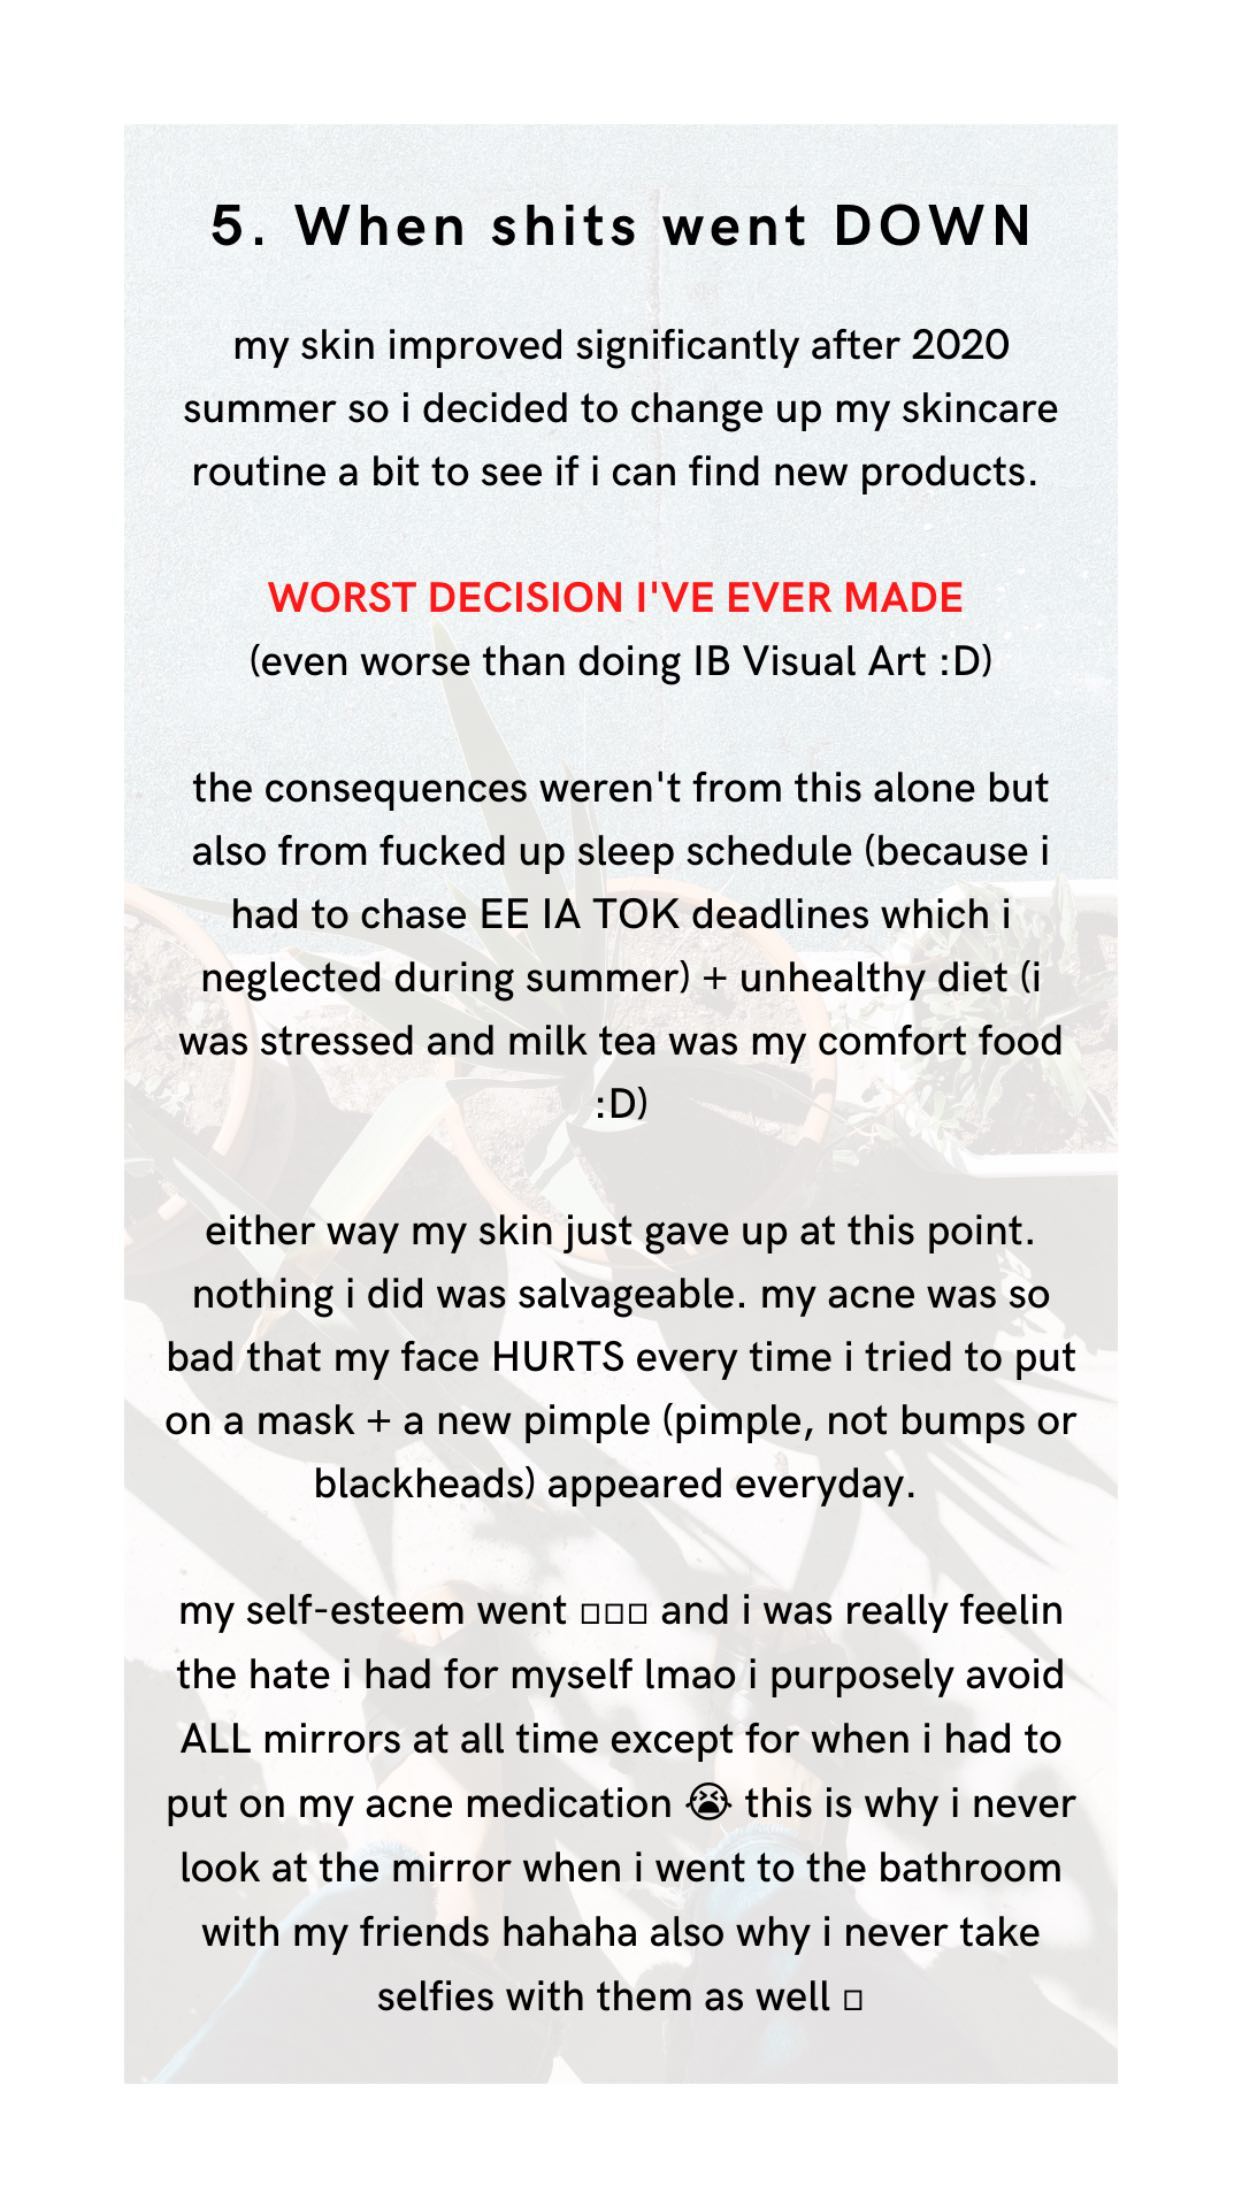 5. When shits went DOWN
my skin improved significantly after 2020
summer so i decided to change up my skincare
routine a bit to see if i can find new products.
WORST DECISION I'VE EVER MADE
(even worse than doing IB Visual Art :D)
the consequences weren't from this alone but
also from fucked up sleep schedule (because i
had to chase EE IA TOK deadlines which i
neglected during summer) + unhealthy diet (i
was stressed and milk tea was my comfort food
:D)
either way my skin just gave up at this point.
nothing i did was salvageable. my acne was so
bad that my face HURTS every time i tried to put
on a mask + a new pimple (pimple, not bumps or
blackheads) appeared everyday.
my self-esteem went □□□ and i was really feelin
the hate i had for myself lmao i purposely avoid
ALL mirrors at all time except for when i had to
put on my acne medication 😭 this is why i never
look at the mirror when i went to the bathroom
with my friends hahaha also why i never take
selfies with them as well □